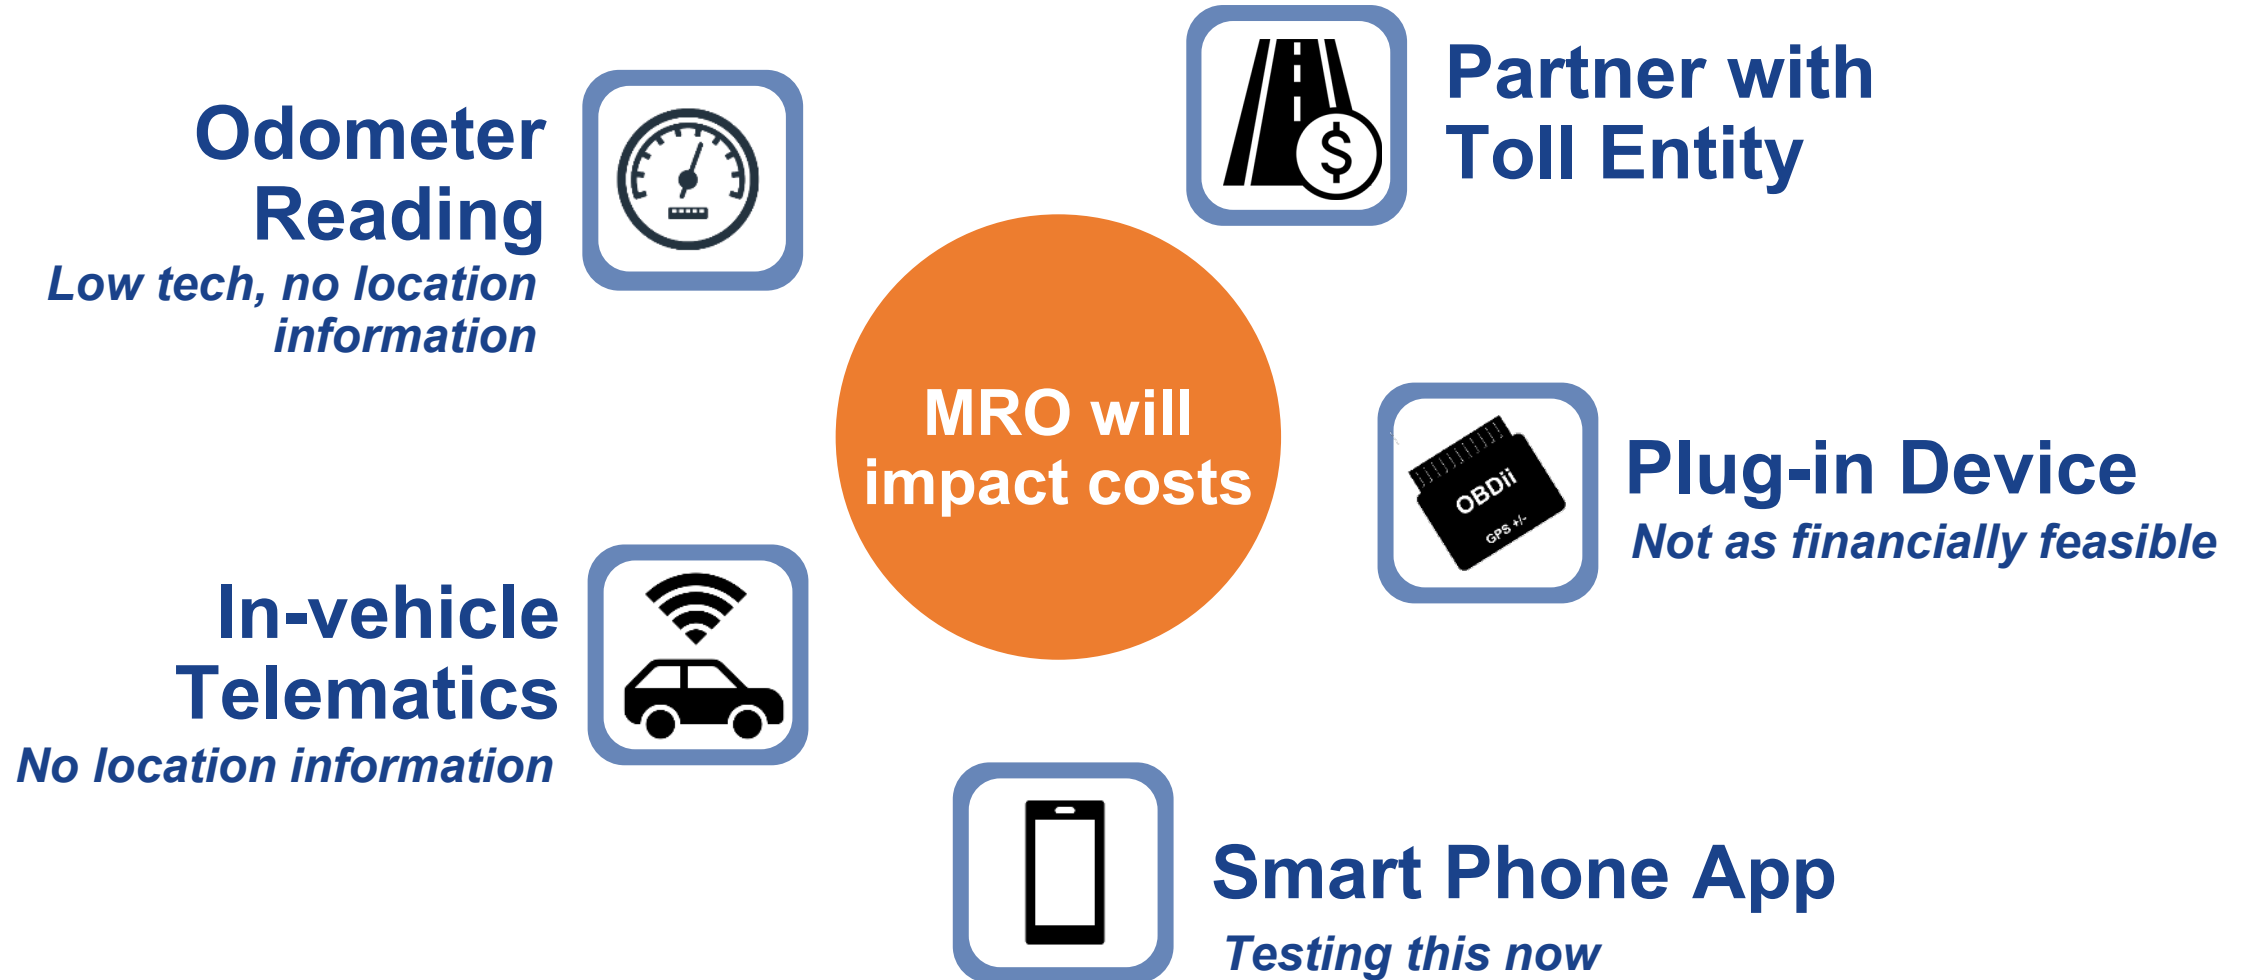 Odometer
Reading
Low tech, no location
information
Partner with
Toll Entity
$
MRO will
impact costs
OBDii
GPS +/-
Plug-in Device
Not as financially feasible
In-vehicle
Telematics
No location information
Smart Phone App
Testing this now